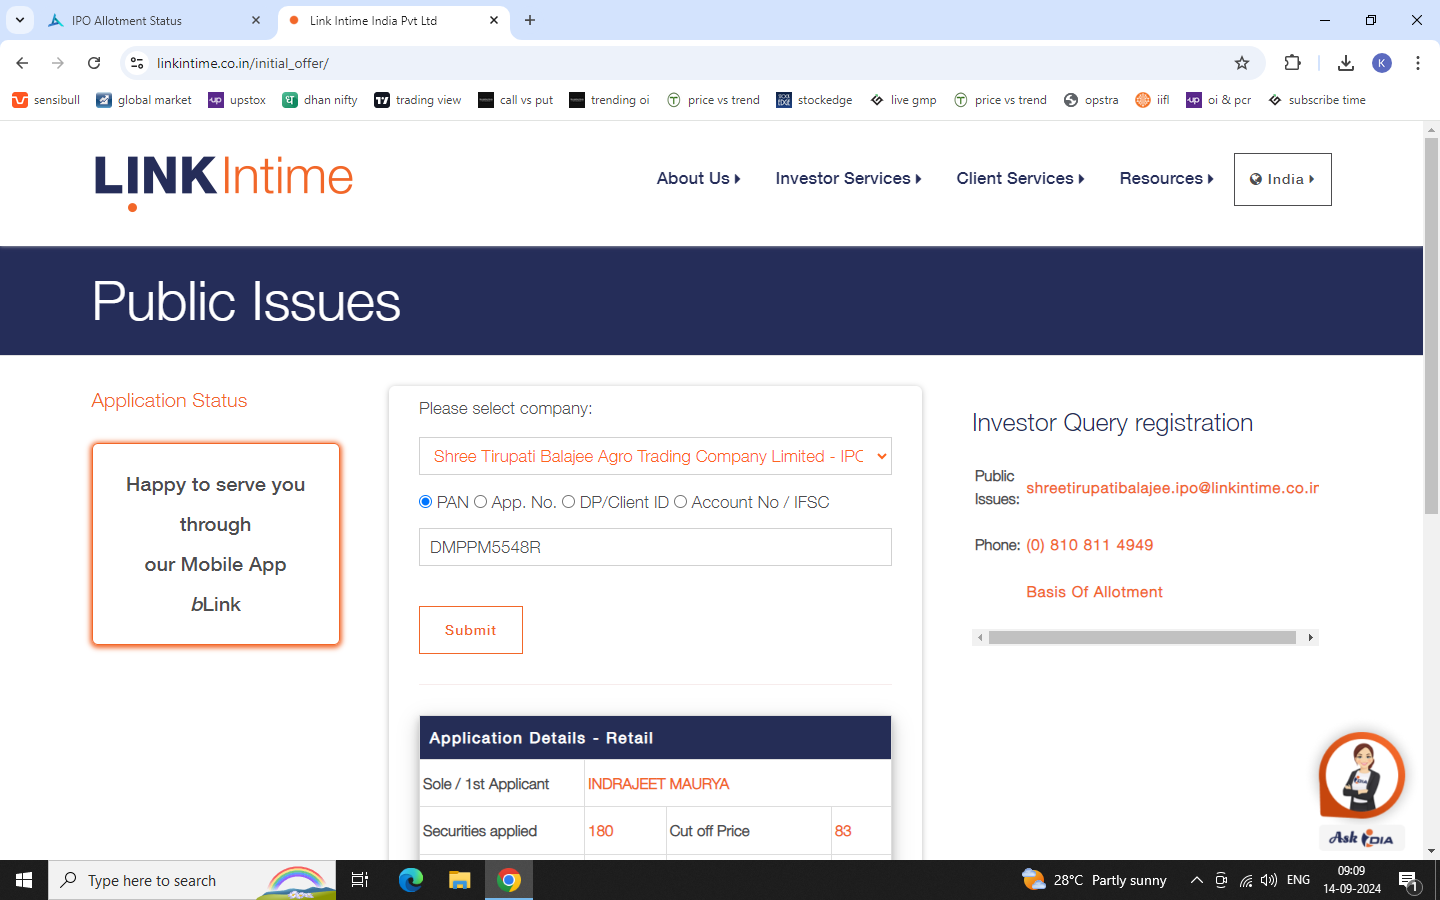 IPO Allotment Status
Link Intime India Pvt Ltd
linkintime.co.in/initial_offer/
K
sensibull
global market
upstox
dhan nifty
trading view
call vs put
trending oi
price vs trend
stockedge
live gmp
price vs trend
opstra
iifl
oi & pcr
subscribe time
LINK Intime
About Us
Investor Services
Client Services
Resources
India
Public Issues
Application Status
Happy to serve you
through
our Mobile App
bLink
Please select company:
Shree Tirupati Balajee Agro Trading Company Limited - IPO
PAN App. No. DP/Client ID Account No / IFSC
DMPPM5548R
Submit
Application Details - Retail
Sole / 1st Applicant INDRAJEET MAURYA
Securities applied 180 Cut off Price 83
Investor Query registration
Public
Issues: shreetirupatibalajee.ipo@linkintime.co.in
Phone: (0) 810 811 4949
Basis Of Allotment
Ask iDIA
Type here to search
28°C Partly sunny
ENG
09:09
14-09-2024
1